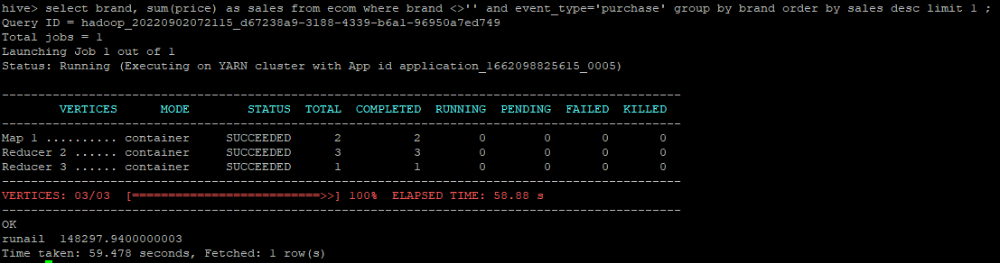 hive> select brand, sum(price) as sales from ecom where brand <>'' and event_type='purchase' group by brand order by sales desc limit 1 ;
Query ID = hadoop_20220902072115_d67238a9-3188-4339-b6a1-96950a7ed749
Total jobs = 1
Launching Job 1 out of 1
Status: Running (Executing on YARN cluster with App id application_1662098825615_0005)
----------------------------------------------------------------------------------------------
VERTICES MODE STATUS TOTAL COMPLETED RUNNING PENDING FAILED KILLED
----------------------------------------------------------------------------------------------
Map 1 .......... container SUCCEEDED 2 2 0 0 0 0
Reducer 2 ...... container SUCCEEDED 3 3 0 0 0 0
Reducer 3 ...... container SUCCEEDED 1 1 0 0 0 0
----------------------------------------------------------------------------------------------
VERTICES: 03/03 [==========================>>] 100% ELAPSED TIME: 58.88 s
----------------------------------------------------------------------------------------------
OK
runail 148297.9400000003
Time taken: 59.478 seconds, Fetched: 1 row(s)